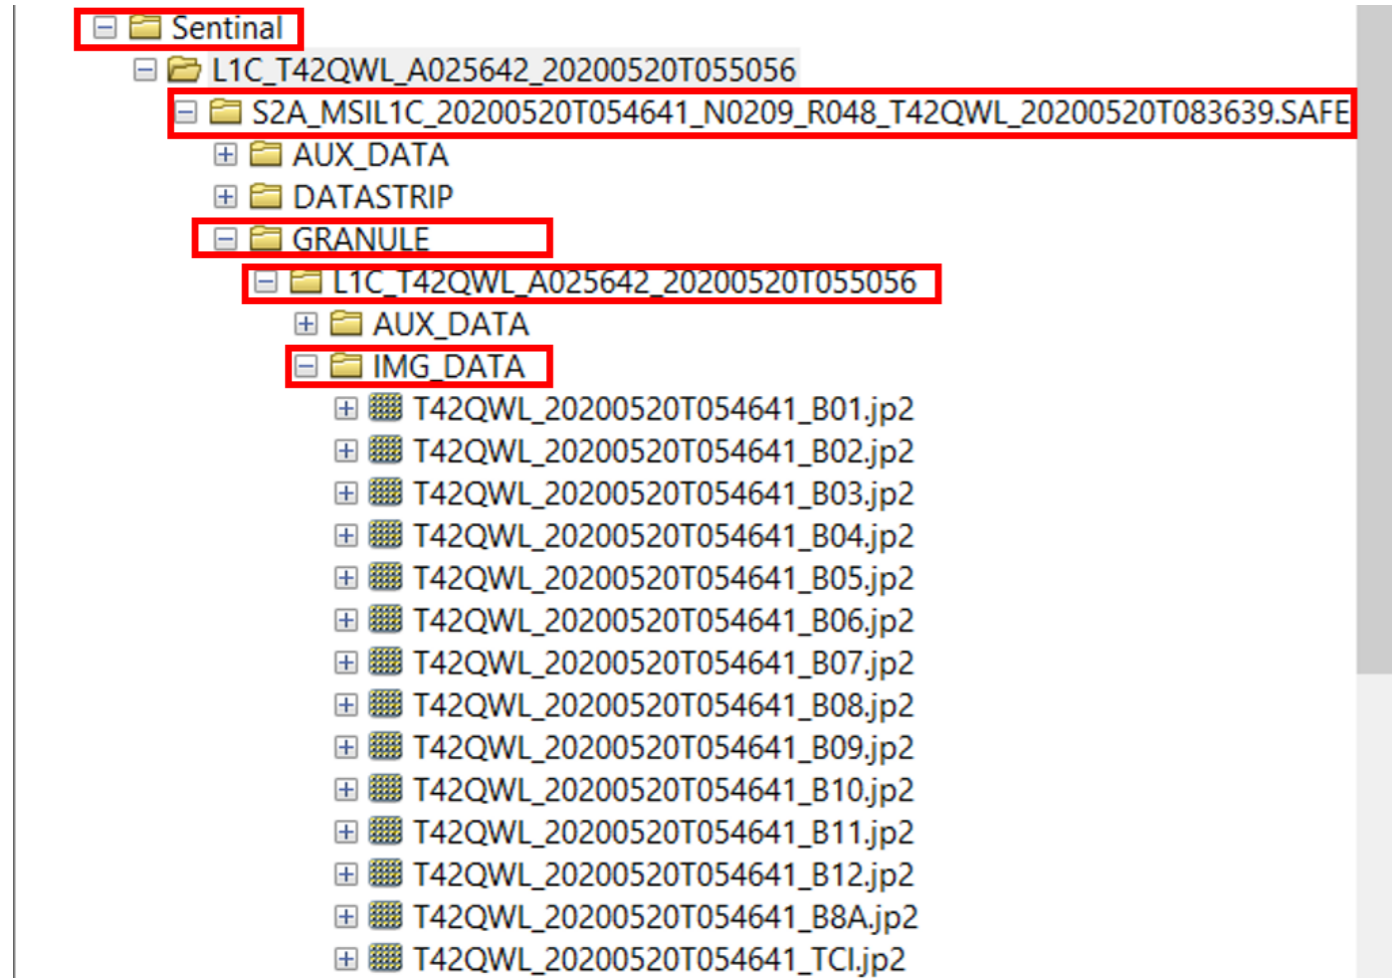 Sentinal
L1C_T42QWL_A025642_20200520T055056
S2A_MSIL1C_20200520T054641_N0209_R048_T42QWL_20200520T083639.SAFE
AUX_DATA
DATASTRIP
GRANULE
L1C_T42QWL_A025642_20200520T055056
AUX_DATA
IMG_DATA
T42QWL_20200520T054641_B01.jp2
T42QWL_20200520T054641_B02.jp2
T42QWL_20200520T054641_B03.jp2
T42QWL_20200520T054641_B04.jp2
T42QWL_20200520T054641_B05.jp2
T42QWL_20200520T054641_B06.jp2
T42QWL_20200520T054641_B07.jp2
T42QWL_20200520T054641_B08.jp2
T42QWL_20200520T054641_B09.jp2
T42QWL_20200520T054641_B10.jp2
T42QWL_20200520T054641_B11.jp2
T42QWL_20200520T054641_B12.jp2
T42QWL_20200520T054641_B8A.jp2
T42QWL_20200520T054641_TCI.jp2